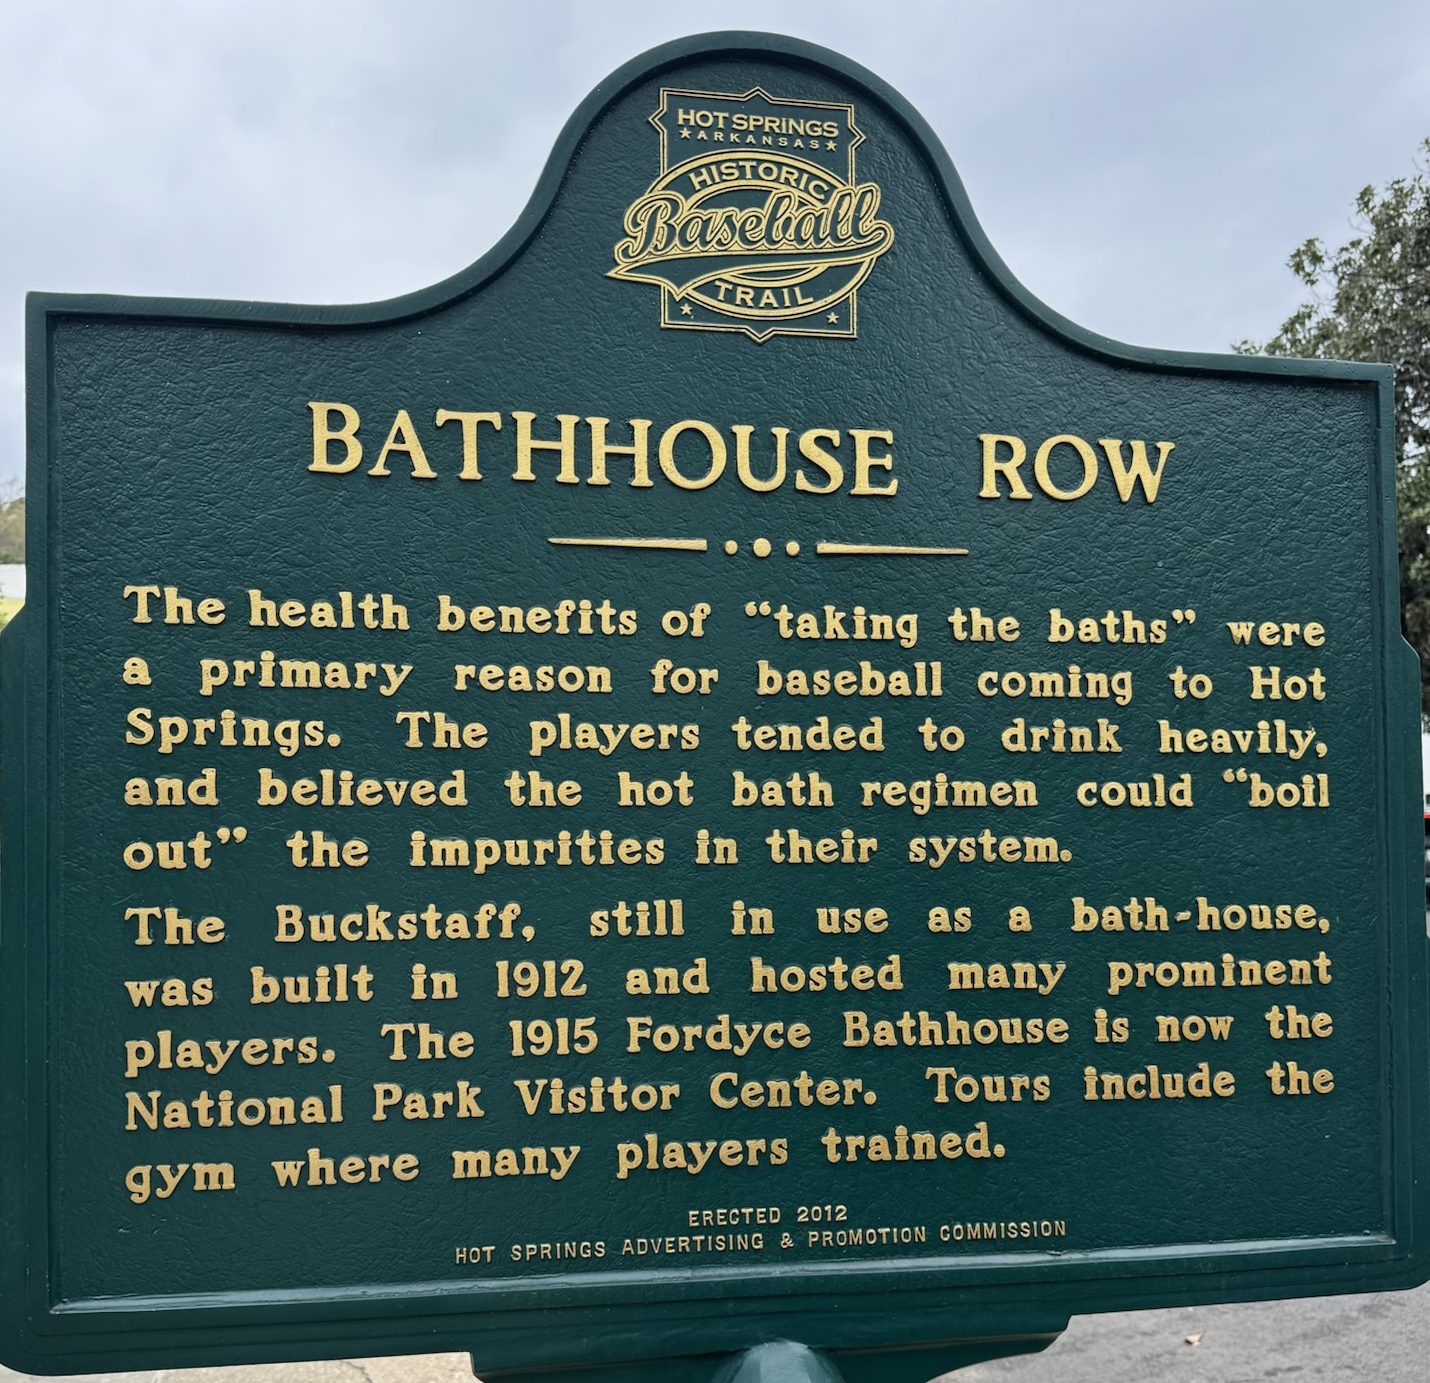 HOT SPRINGS
★ARKANSAS★
HISTORIC
Baseball
TRAIL
BATHHOUSE ROW
The health benefits of “taking the baths” were
a primary reason for baseball coming to Hot
Springs. The players tended to drink heavily,
and believed the hot bath regimen could “boil
out” the impurities in their system.
The Buckstaff, still in use as a bath-house,
was built in 1912 and hosted many prominent
players. The 1915 Fordyce Bathhouse is now the
National Park Visitor Center. Tours include the
gym where many players trained.
ERECTED 2012
HOT SPRINGS ADVERTISING & PROMOTION COMMISSION